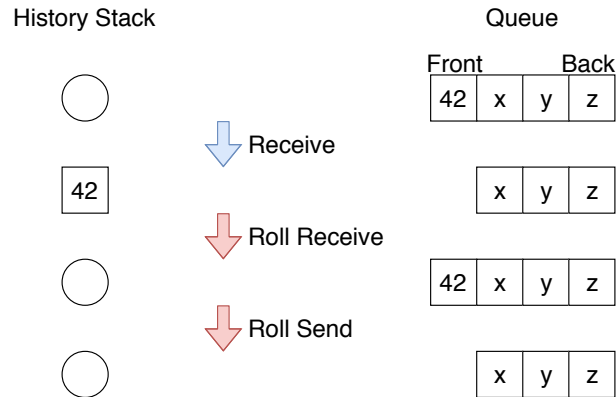 History Stack Queue
Front Back
42 x y z
Receive
42 x y z
Roll Receive
42 x y z
Roll Send
x y z